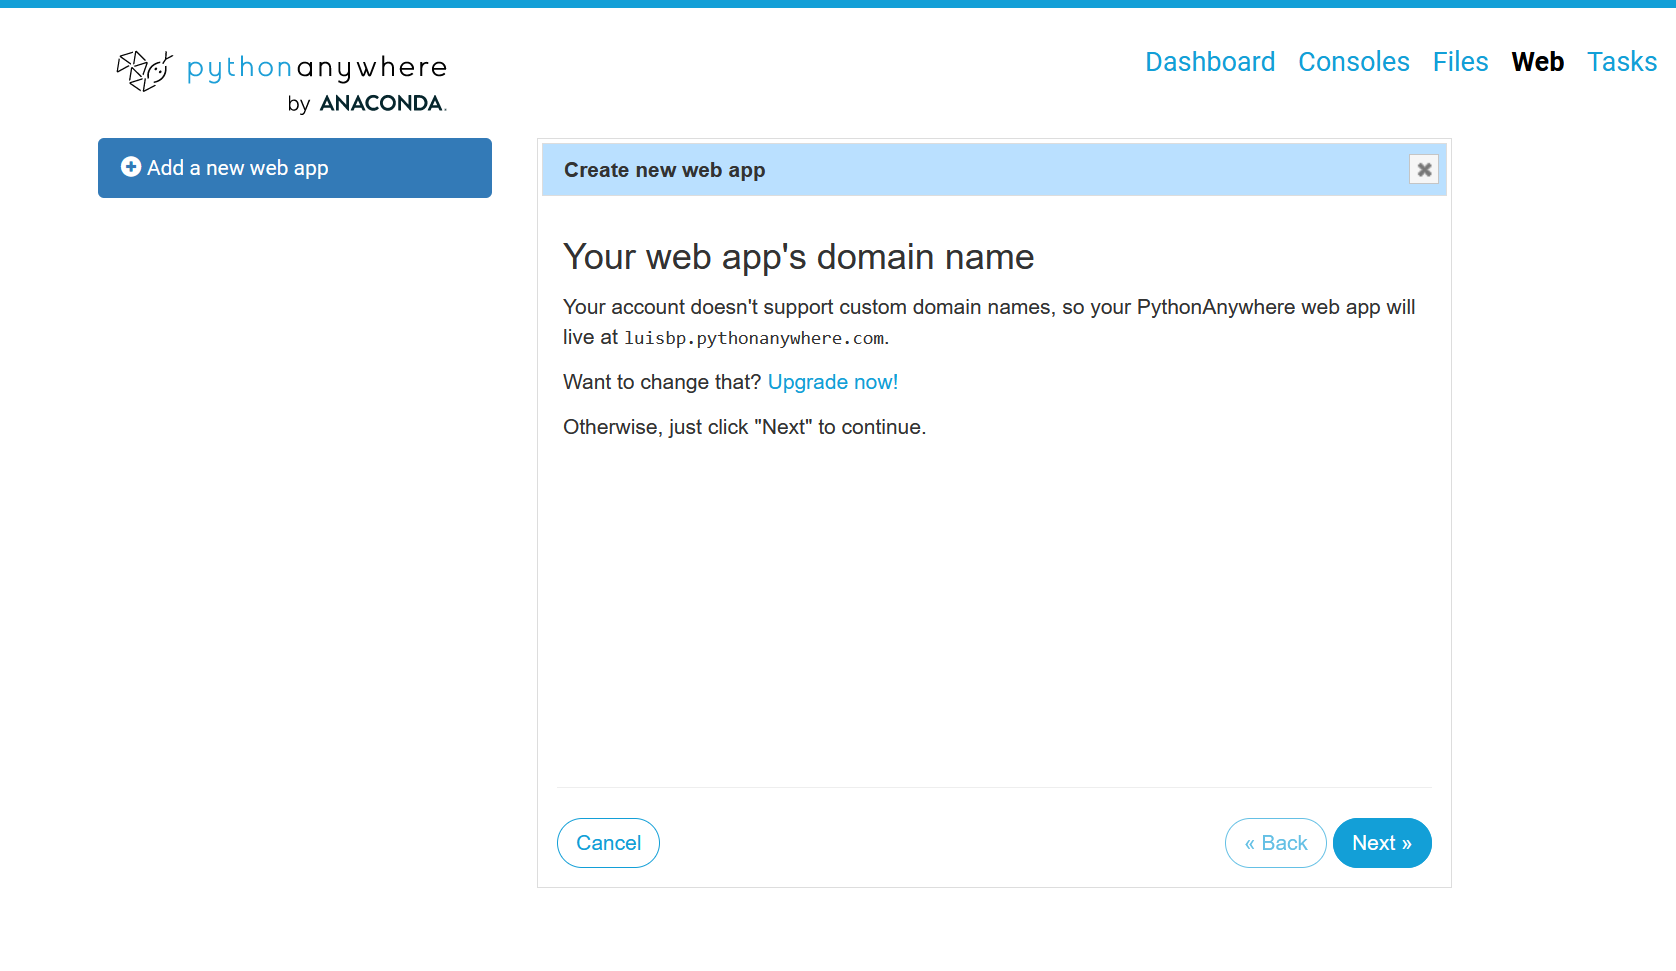 pythonanywhere
by ANACONDA.
Dashboard Consoles Files Web Tasks
Add a new web app
Create new web app
Your web app's domain name
Your account doesn't support custom domain names, so your PythonAnywhere web app will
live at luisbp.pythonanywhere.com.
Want to change that? Upgrade now!
Otherwise, just click "Next" to continue.
Cancel
« Back
Next »